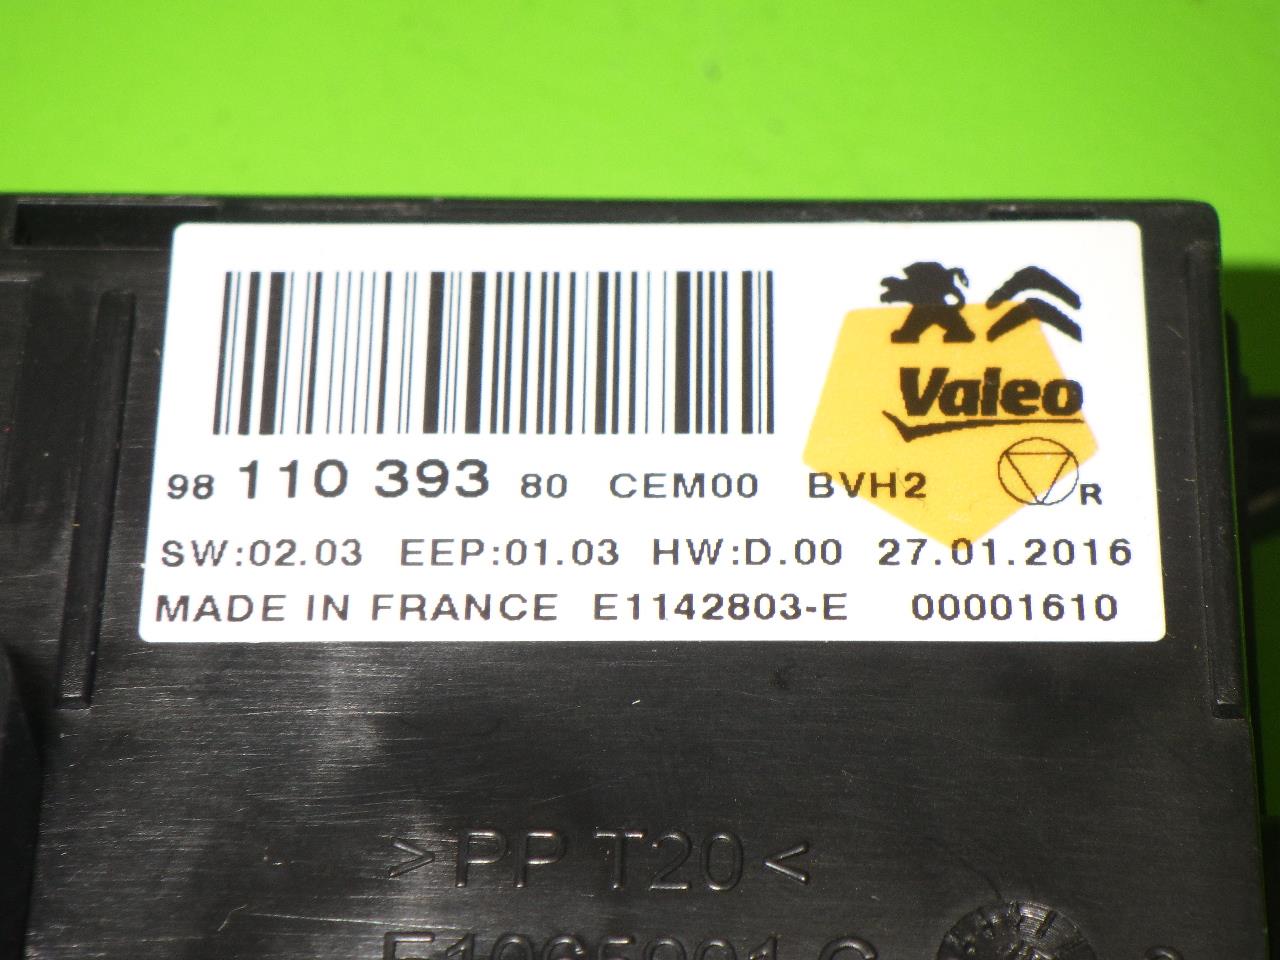 Valeo
98 110 393 80 CEM00 BVH2 R
SW:02.03 EEP:01.03 HW:D.00 27.01.2016
MADE IN FRANCE E1142803-E 00001610
>PP T20<